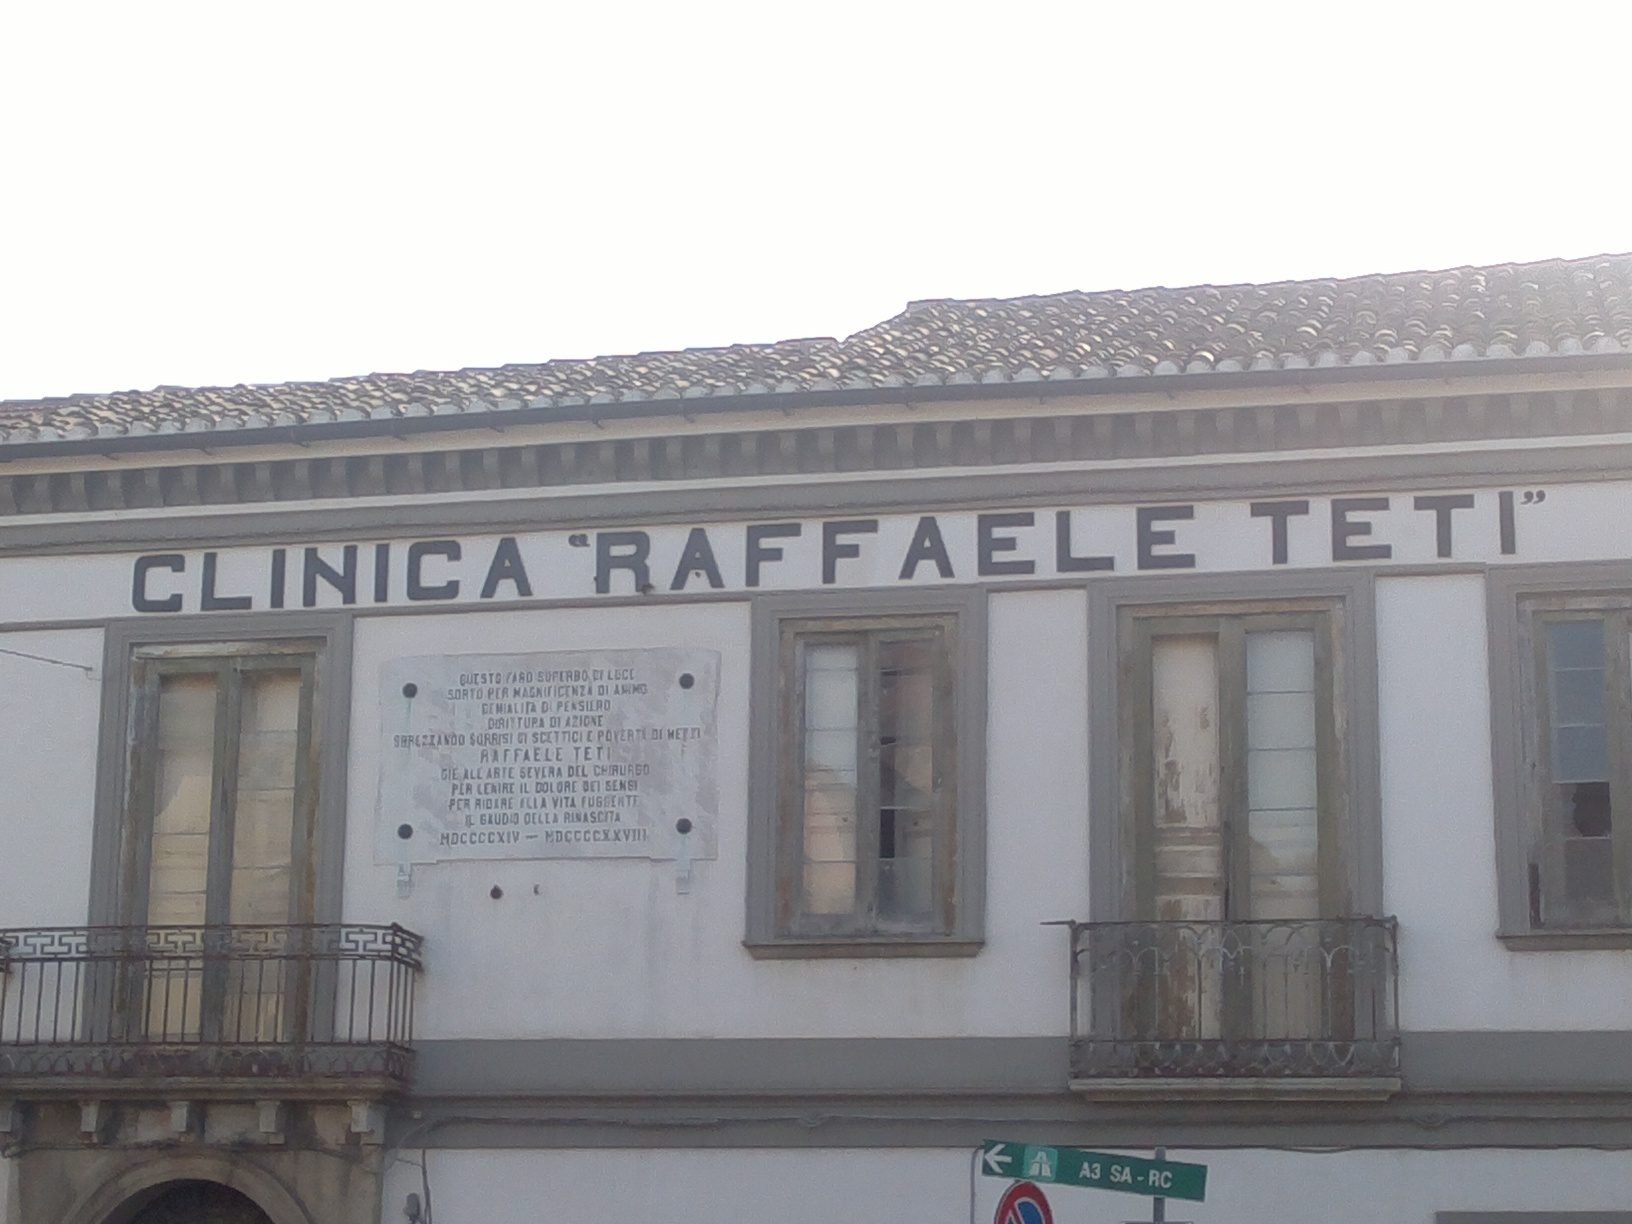 CLINICA "RAFFAELE TETI"
QUESTO FARO SUPERBO DI LUCE
SORTO PER MAGNIFICENZA DI ANIMO
GENIALITÀ DI PENSIERO
DIRITTURA DI AZIONE
SPREZZANDO SORRISI DI SCETTICI E POVERTÀ DI MEZZI
RAFFAELE TETI
DIE ALL'ARTE SEVERA DEL CHIRURGO
PER LENIRE IL DOLORE DEI SENSI
PER RIDARE ALLA VITA FUGGENTE
IL GAUDIO DELLA RINASCITA
MDCCCCXIV — MDCCCCXXVIII
A3 SA - RC